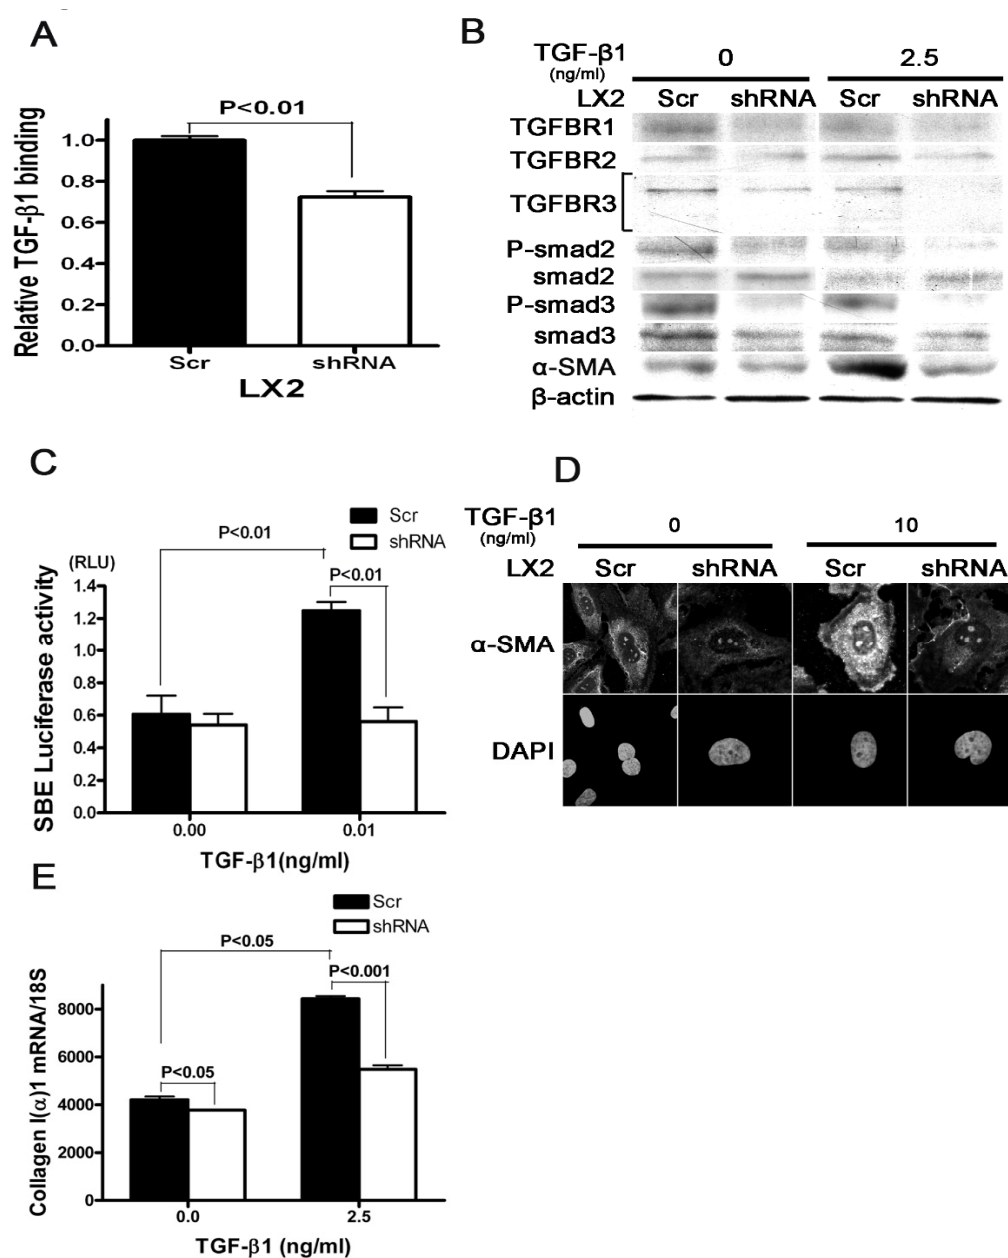 A
P<0.01
Relative TGF-β1 binding
1.0
0.8
0.6
0.4
0.2
0.0
Scr shRNA
LX2
B
TGF-β1 0 2.5
(ng/ml)
LX2 Scr shRNA Scr shRNA
TGFBR1
TGFBR2
TGFBR3
P-smad2
smad2
P-smad3
smad3
α-SMA
β-actin
C
Scr
shRNA
P<0.01
P<0.01
(RLU)
SBE Luciferase activity
1.4
1.2
1.0
0.8
0.6
0.4
0.2
0.0
0.00 0.01
TGF-β1(ng/ml)
D
TGF-β1 0 10
(ng/ml)
LX2 Scr shRNA Scr shRNA
α-SMA
DAPI
E
Scr
shRNA
P<0.05
P<0.001
P<0.05
Collagen I(α)1 mRNA/18S
8000
6000
4000
2000
0
0.0 2.5
TGF-β1 (ng/ml)